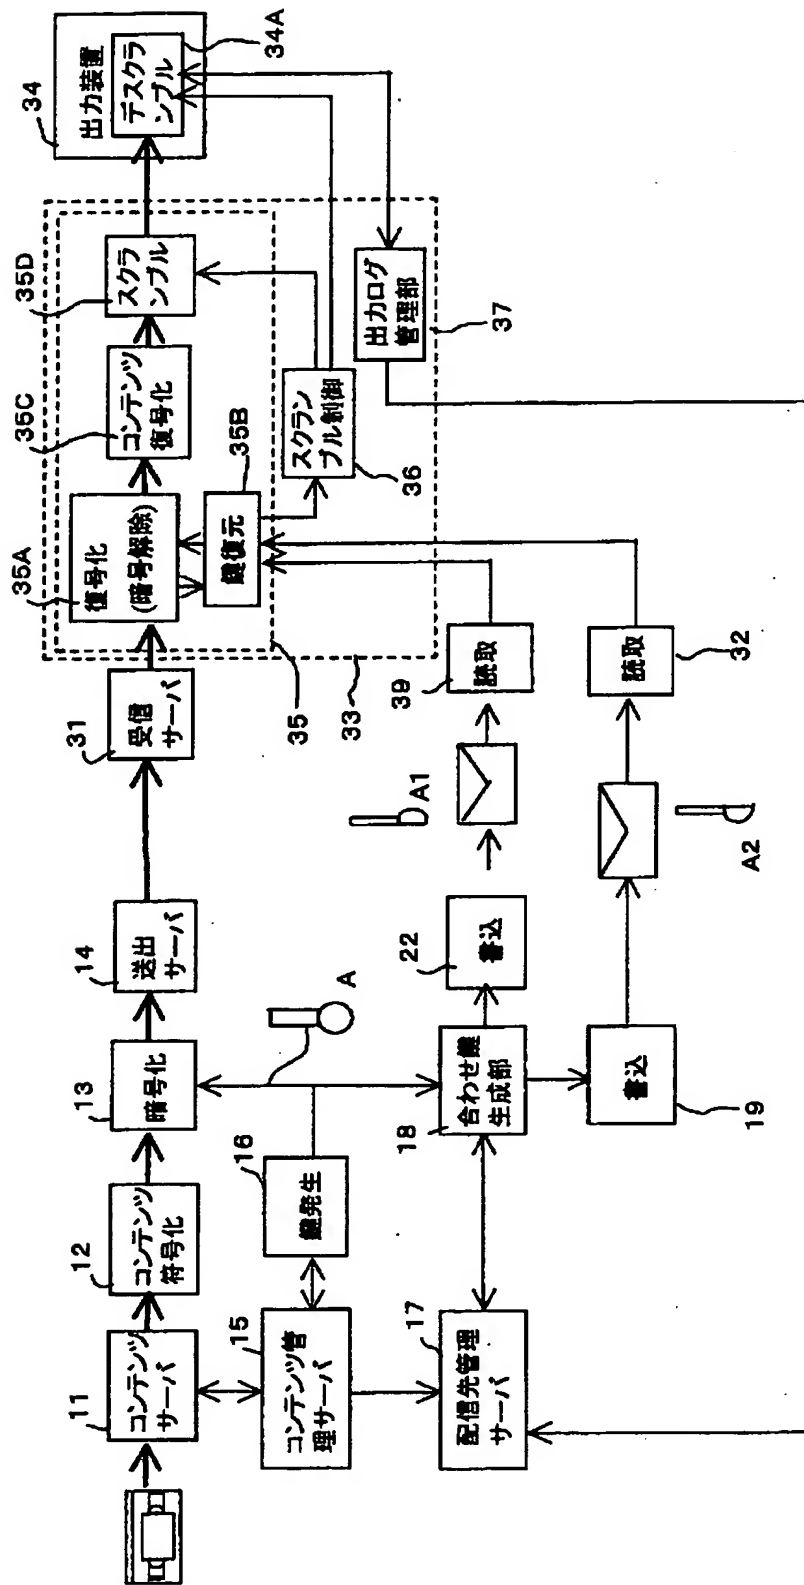 11
コンテンツ
サーバ
12
コンテンツ
符号化
13
暗号化
14
送出
サーバ
31
受信
サーバ
35A
復号化
(暗号解除)
35C
コンテンツ
復号化
35D
スクラ
ンブル
34
出力装置
デスクラ
ンブル
34A
15
コンテンツ管
理サーバ
16
鍵発生
A
35B
鍵復元
35
33
スクラン
ブル制御
36
出力ログ
管理部
37
17
配信先管理
サーバ
18
合わせ鍵
生成部
22
書込
A1
39
読取
19
書込
A2
32
読取